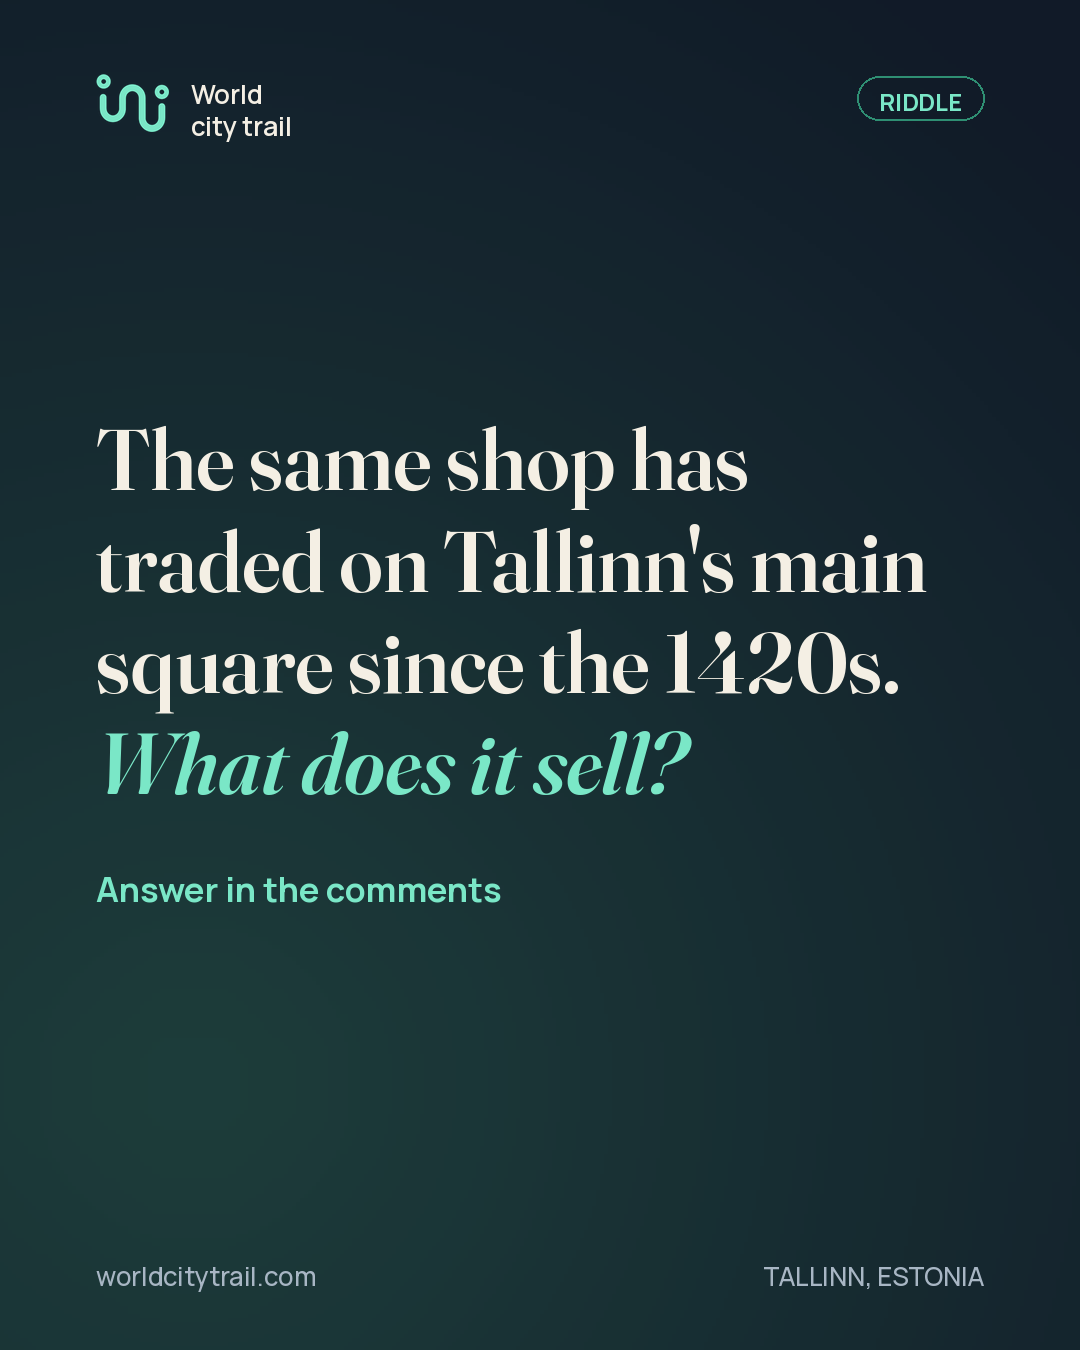 World
city trail
RIDDLE
The same shop has
traded on Tallinn's main
square since the 1420s.
What does it sell?
Answer in the comments
worldcitytrail.com
TALLINN, ESTONIA